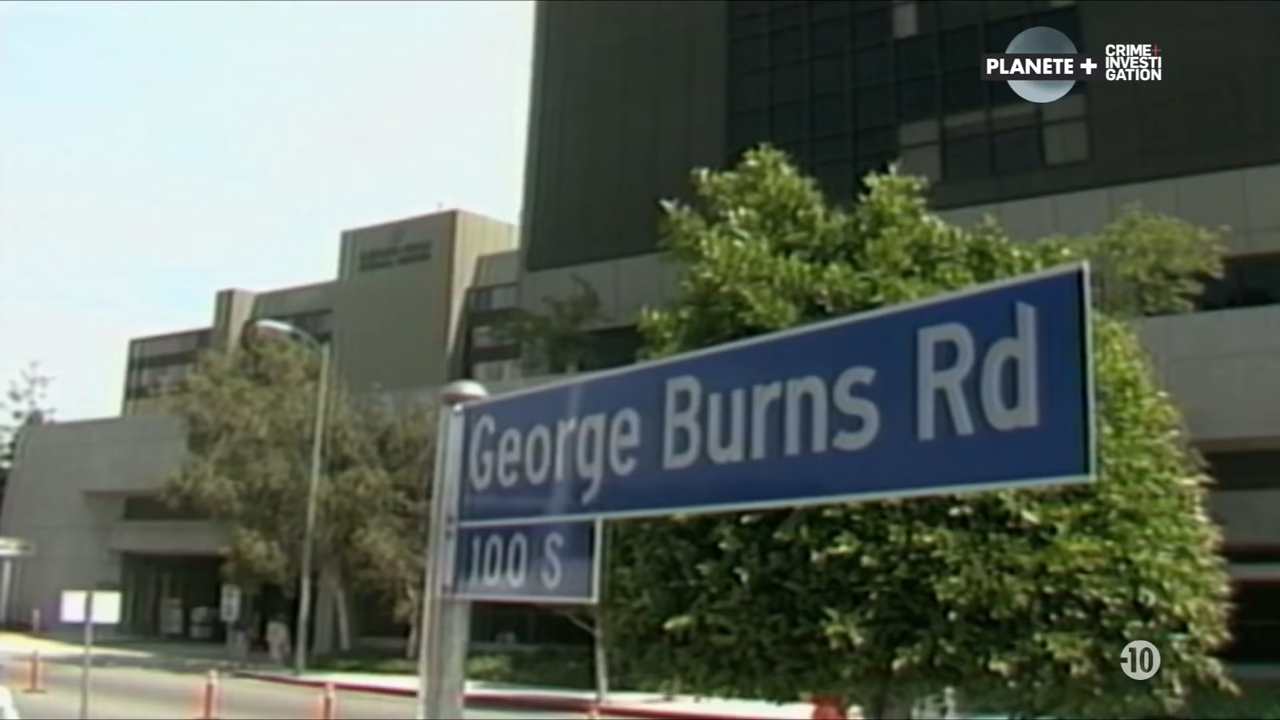 PLANETE +
CRIME+
INVESTI
GATION
George Burns Rd
100 S
-10